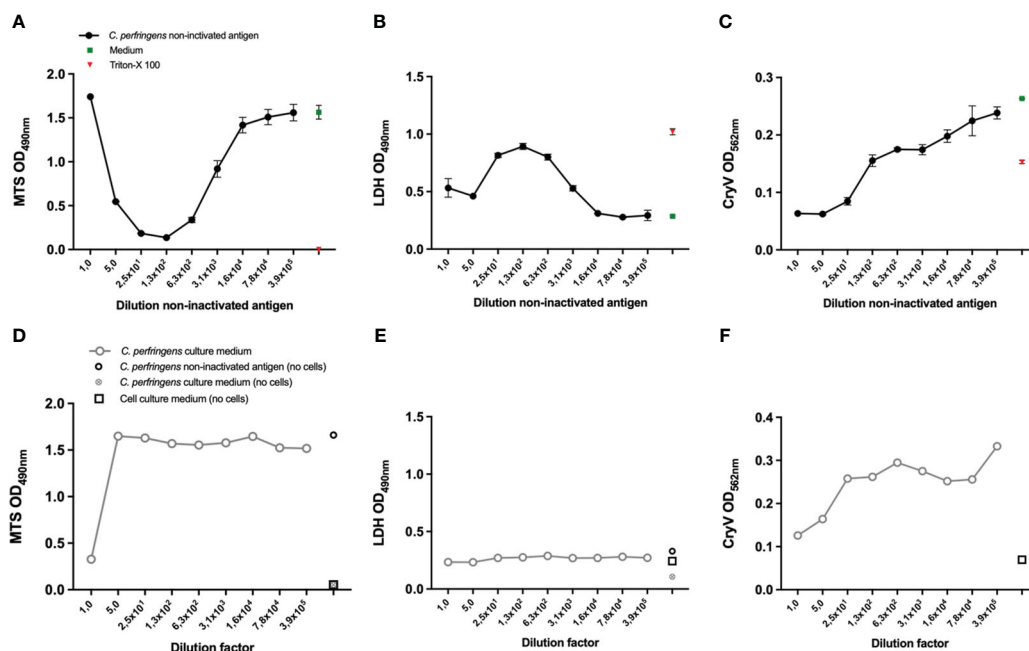 A
C. perfringens non-inctivated antigen
Medium
Triton-X 100
MTS OD490nm
2.0
1.5
1.0
0.5
0.0
1,0
5,0
2,5x10¹
1,3x10²
6,3x10²
3,1x10³
1,6x10⁴
7,8x10⁴
3,9x10⁵
Dilution non-inactivated antigen
B
LDH OD490nm
1.5
1.0
0.5
0.0
1,0
5,0
2,5x10¹
1,3x10²
6,3x10²
3,1x10³
1,6x10⁴
7,8x10⁴
3,9x10⁵
Dilution non-inactivated antigen
C
CryV OD562nm
0.3
0.2
0.1
0.0
1,0
5,0
2,5x10¹
1,3x10²
6,3x10²
3,1x10³
1,6x10⁴
7,8x10⁴
3,9x10⁵
Dilution non-inactivated antigen
D
C. perfringens culture medium
C. perfringens non-inactivated antigen (no cells)
C. perfringens culture medium (no cells)
Cell culture medium (no cells)
MTS OD490nm
2.0
1.5
1.0
0.5
0.0
1,0
5,0
2,5x10¹
1,3x10²
6,3x10²
3,1x10³
1,6x10⁴
7,8x10⁴
3,9x10⁵
Dilution factor
E
LDH OD490nm
1.5
1.0
0.5
0.0
1,0
5,0
2,5x10¹
1,3x10²
6,3x10²
3,1x10³
1,6x10⁴
7,8x10⁴
3,9x10⁵
Dilution factor
F
CryV OD562nm
0.4
0.3
0.2
0.1
0.0
1,0
5,0
2,5x10¹
1,3x10²
6,3x10²
3,1x10³
1,6x10⁴
7,8x10⁴
3,9x10⁵
Dilution factor